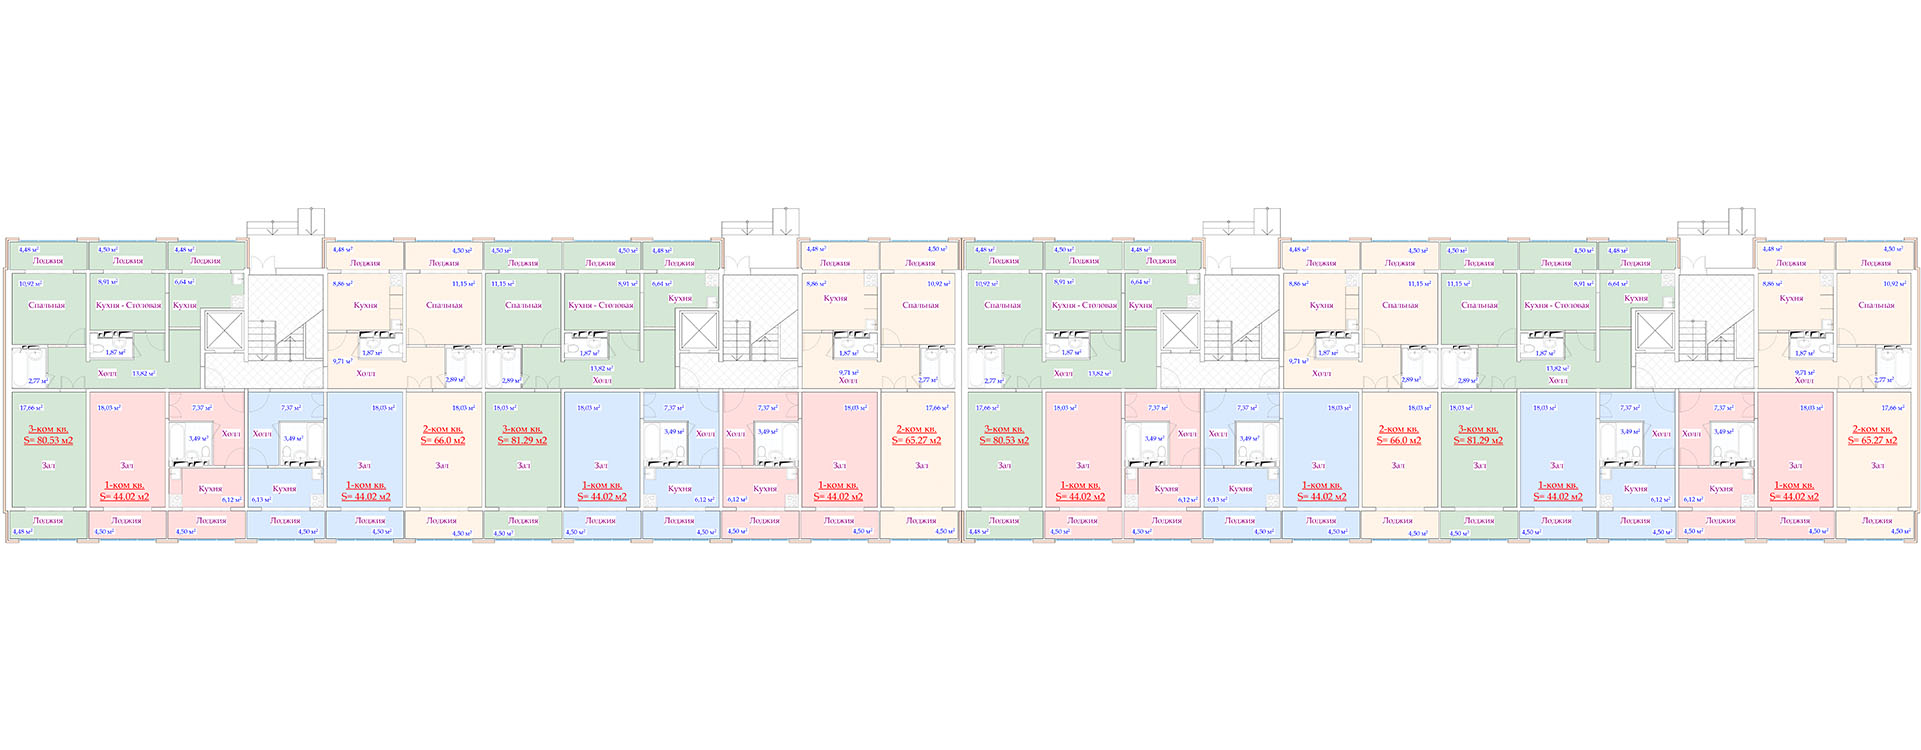 4,48 м² 4,50 м² 4,48 м² 4,48 м² 4,50 м² 4,50 м² 4,50 м² 4,48 м² 4,48 м² 4,50 м² 4,48 м² 4,50 м² 4,48 м² 4,48 м² 4,50 м² 4,50 м² 4,50 м² 4,48 м² 4,48 м² 4,50 м²
Лоджия Лоджия Лоджия Лоджия Лоджия Лоджия Лоджия Лоджия Лоджия Лоджия Лоджия Лоджия Лоджия Лоджия Лоджия Лоджия Лоджия Лоджия Лоджия Лоджия
10,92 м² 8,91 м² 6,64 м² 8,86 м² 11,15 м² 11,15 м² 8,91 м² 6,64 м² 8,86 м² 10,92 м² 10,92 м² 8,91 м² 6,64 м² 8,86 м² 11,15 м² 11,15 м² 8,91 м² 6,64 м² 8,86 м² 10,92 м²
Спальная Кухня - Столовая Кухня Кухня Спальная Спальная Кухня - Столовая Кухня Кухня Спальная Спальная Кухня - Столовая Кухня Кухня Спальная Спальная Кухня - Столовая Кухня Кухня Спальная
1,87 м² 1,87 м² 1,87 м² 1,87 м² 1,87 м² 1,87 м² 1,87 м² 1,87 м²
9,71 м² 13,82 м² 9,71 м² 9,71 м² 13,82 м² 9,71 м²
Холл 13,82 м² Холл Холл Холл Холл 13,82 м² Холл Холл Холл
2,77 м² 2,89 м² 2,89 м² 2,77 м² 2,77 м² 2,89 м² 2,89 м² 2,77 м²
17,66 м² 18,03 м² 7,37 м² 7,37 м² 18,03 м² 18,03 м² 18,03 м² 18,03 м² 7,37 м² 7,37 м² 18,03 м² 17,66 м² 17,66 м² 18,03 м² 7,37 м² 7,37 м² 18,03 м² 18,03 м² 18,03 м² 18,03 м² 7,37 м² 7,37 м² 18,03 м² 17,66 м²
3-ком кв. 2-ком кв. 3-ком кв. 2-ком кв. 3-ком кв. 2-ком кв. 3-ком кв. 2-ком кв.
S= 80.53 м2 S= 66.0 м2 S= 81.29 м2 S= 65.27 м2 S= 80.53 м2 S= 66.0 м2 S= 81.29 м2 S= 65.27 м2
Холл Холл Холл Холл Холл Холл Холл Холл
3,49 м² 3,49 м² 3,49 м² 3,49 м² 3,49 м² 3,49 м² 3,49 м² 3,49 м²
Зал Зал Зал Зал Зал Зал Зал Зал Зал Зал Зал Зал Зал Зал Зал Зал
1-ком кв. Кухня Кухня 1-ком кв. 1-ком кв. Кухня Кухня 1-ком кв. 1-ком кв. Кухня Кухня 1-ком кв. 1-ком кв. Кухня Кухня 1-ком кв.
S= 44.02 м2 6,12 м² 6,13 м² S= 44.02 м2 S= 44.02 м2 6,12 м² 6,12 м² S= 44.02 м2 S= 44.02 м2 6,12 м² 6,13 м² S= 44.02 м2 S= 44.02 м2 6,12 м² 6,12 м² S= 44.02 м2
Лоджия Лоджия Лоджия Лоджия Лоджия Лоджия Лоджия Лоджия Лоджия Лоджия Лоджия Лоджия Лоджия Лоджия Лоджия Лоджия Лоджия Лоджия Лоджия Лоджия Лоджия Лоджия Лоджия Лоджия
4,48 м² 4,50 м² 4,50 м² 4,50 м² 4,50 м² 4,50 м² 4,50 м² 4,50 м² 4,50 м² 4,50 м² 4,50 м² 4,50 м² 4,48 м² 4,50 м² 4,50 м² 4,50 м² 4,50 м² 4,50 м² 4,50 м² 4,50 м² 4,50 м² 4,50 м² 4,50 м² 4,50 м²